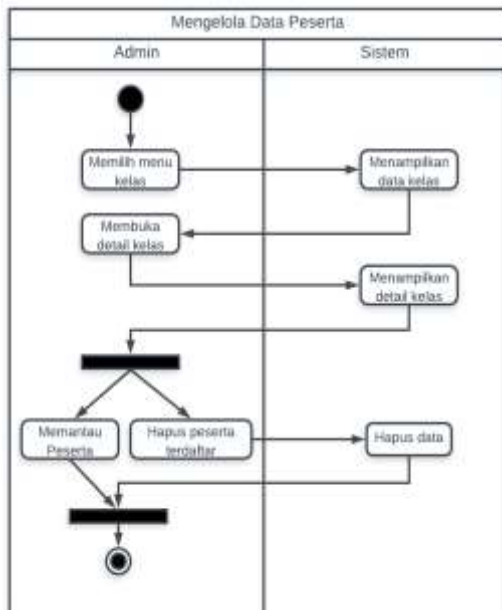 Mengelola Data Peserta
Admin
Sistem
Memilih menu
kelas
Menampilkan
data kelas
Membuka
detail kelas
Menampilkan
detail kelas
Memantau
Peserta
Hapus peserta
terdaftar
Hapus data